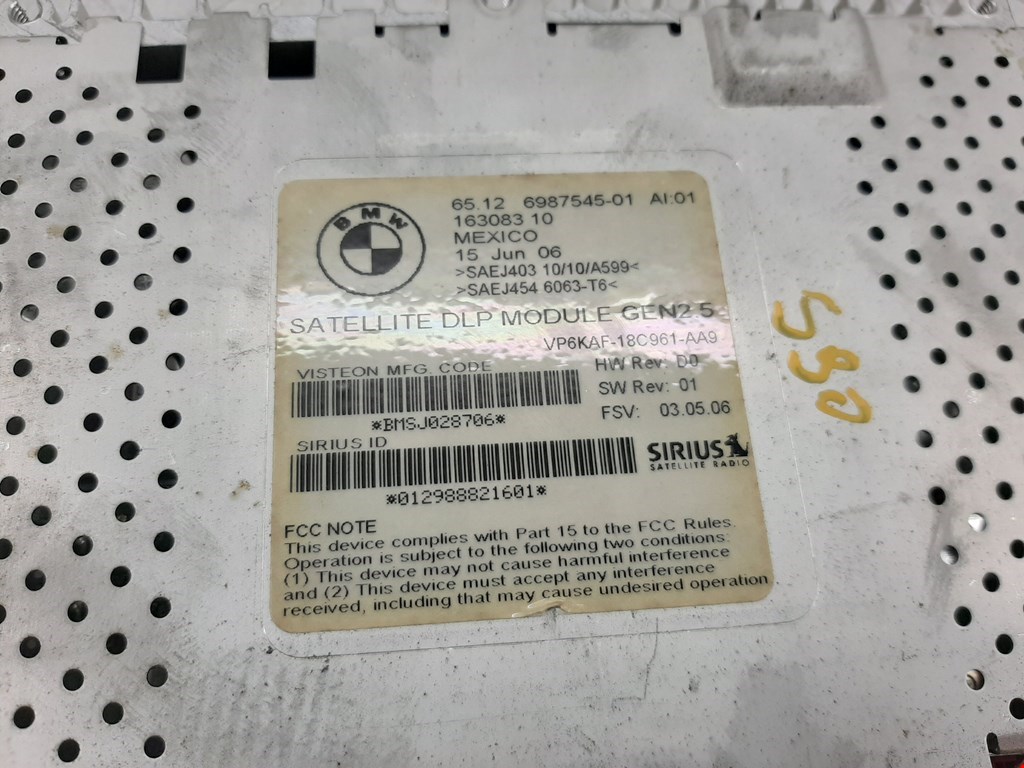 BMW
65.12 6987545-01 AI:01
163083 10
MEXICO
15 Jun 06
>SAEJ403 10/10/A599<
>SAEJ454 6063-T6<
SATELLITE DLP MODULE GEN2.5
VP6KAF-18C961-AA9
VISTEON MFG. CODE
HW Rev: D0
SW Rev: 01
*BMSJ028706*
FSV: 03.05.06
SIRIUS ID
SIRIUS
SATELLITE RADIO
*012988821601*
FCC NOTE
This device complies with Part 15 to the FCC Rules.
Operation is subject to the following two conditions:
(1) This device may not cause harmful interference
and (2) This device must accept any interference
received, including that may cause undesired operation